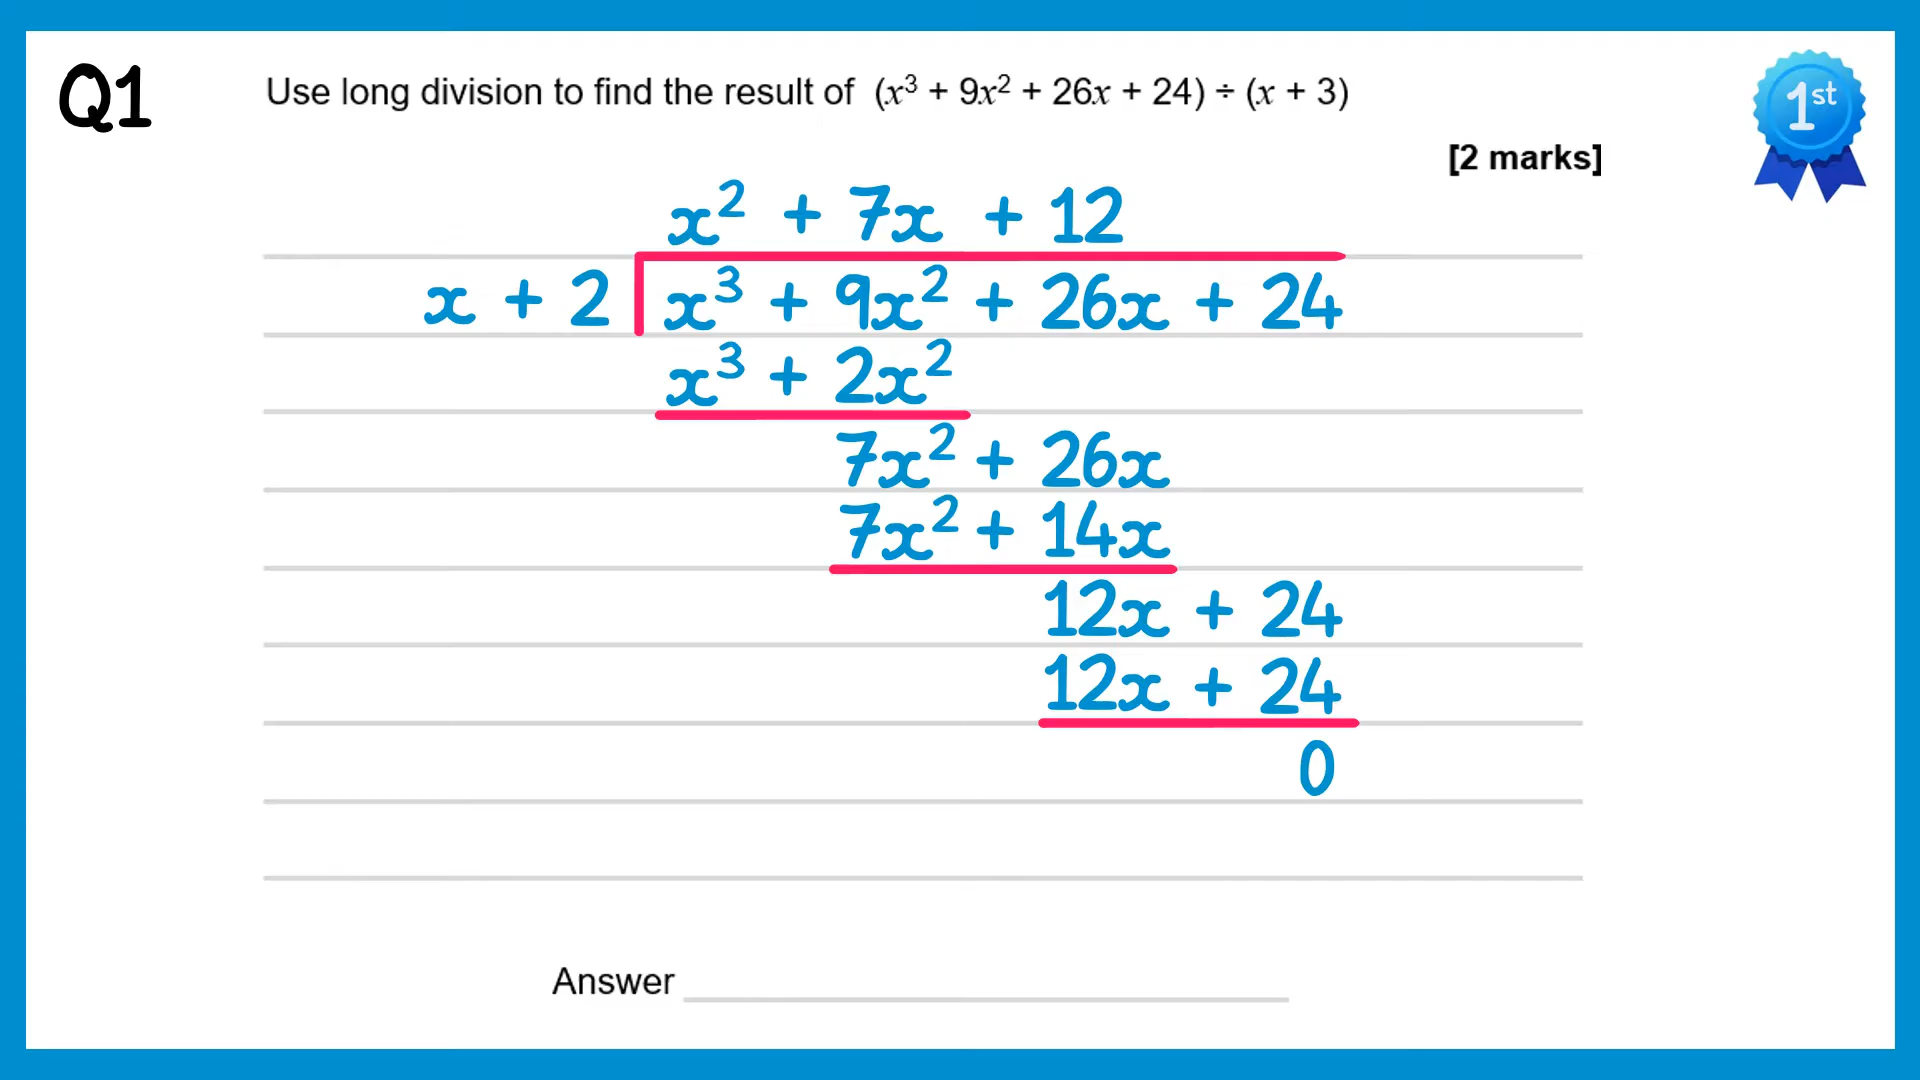 Q1
Use long division to find the result of (x³ + 9x² + 26x + 24) ÷ (x + 3)
1st
[2 marks]
x² + 7x + 12
x + 2 x³ + 9x² + 26x + 24
x³ + 2x²
7x² + 26x
7x² + 14x
12x + 24
12x + 24
0
Answer